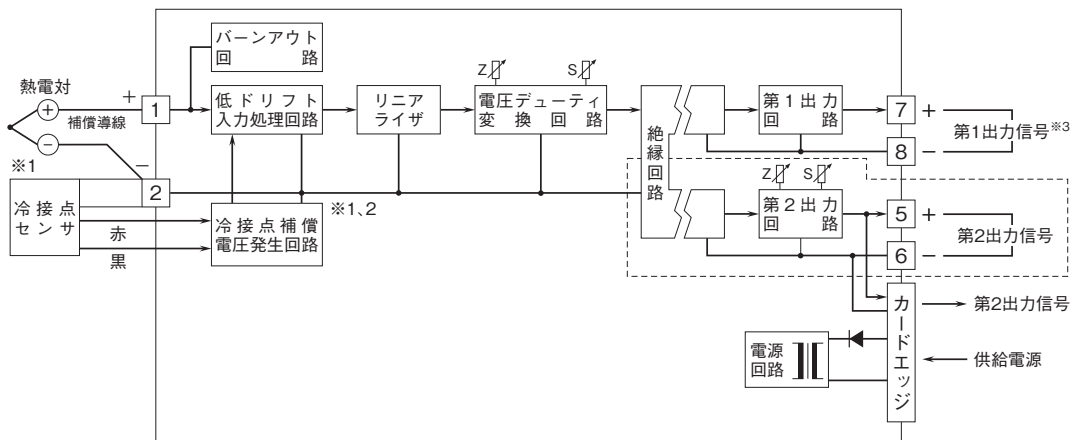 バーンアウト
回路
熱電対
+
−
補償導線
+
−
1
2
低ドリフト
入力処理回路
リニア
ライザ
Z
S
電圧デューティ
変換回路
絶縁回路
第1出力
回路
7
+
8
−
第1出力信号※3
※1
冷接点
センサ
赤
黒
冷接点補償
電圧発生回路
※1、2
Z
S
第2出力
回路
5
+
6
−
第2出力信号
カードエッジ
第2出力信号
電源
回路
供給電源